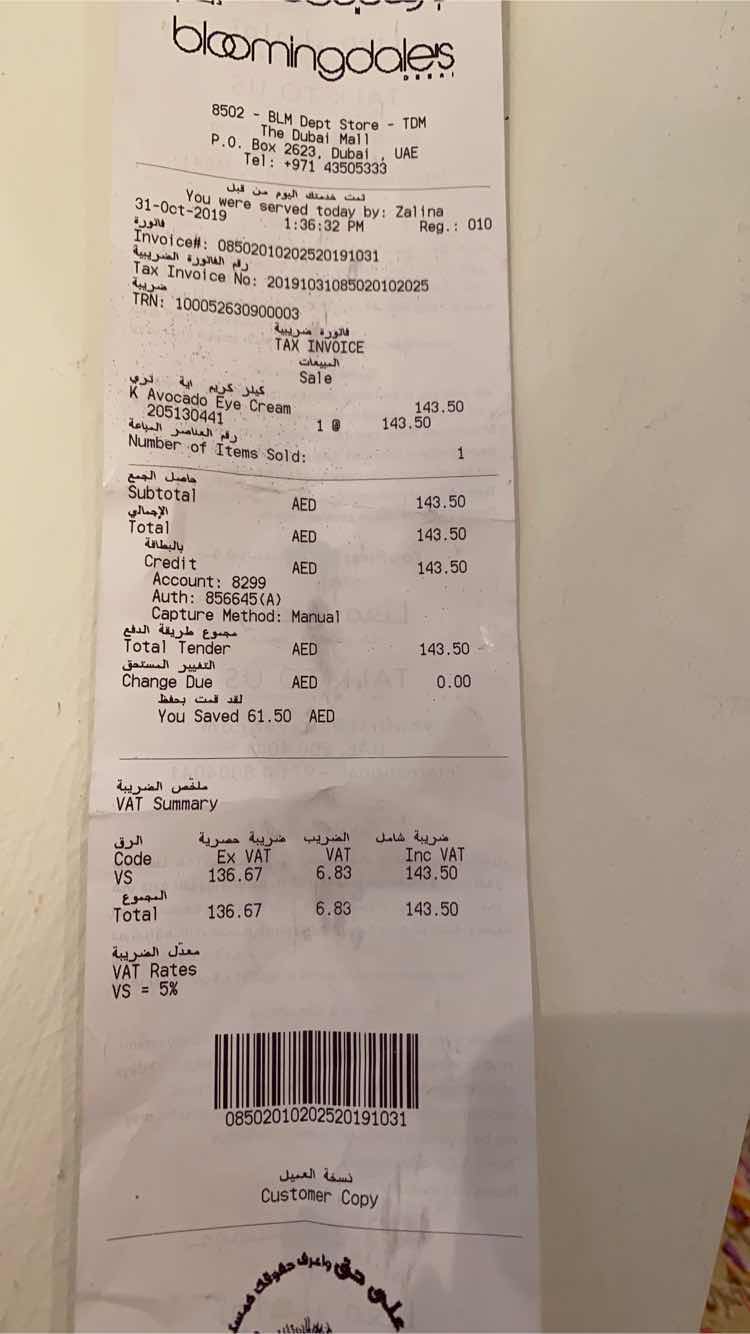 bloomingdale's
DUBAI
8502 - BLM Dept Store - TDM
The Dubai Mall
P.O. Box 2623, Dubai , UAE
Tel: +971 43505333
تمت خدمتك اليوم من قبل
You were served today by: Zalina
31-Oct-2019 1:36:32 PM Reg.: 010
فاتورة
Invoice#: 08502010202520191031
رقم الفاتورة الضريبية
Tax Invoice No: 20191031085020102025
ضريبة
TRN: 100052630900003
فاتورة ضريبية
TAX INVOICE
المبيعات
Sale
كيلز كريم اية تري
K Avocado Eye Cream 143.50
205130441 1 @ 143.50
رقم العناصر المباعة
Number of Items Sold: 1
حاصل الجمع
Subtotal AED 143.50
الإجمالي
Total AED 143.50
بالبطاقة
Credit AED 143.50
Account: 8299
Auth: 856645(A)
Capture Method: Manual
مجموع طريقة الدفع
Total Tender AED 143.50
التغيير المستحق
Change Due AED 0.00
لقد قمت بحفظ
You Saved 61.50 AED
ملخص الضريبة
VAT Summary
الرق ضريبة حصرية الضريب ضريبة شامل
Code Ex VAT VAT Inc VAT
VS 136.67 6.83 143.50
المجموع
Total 136.67 6.83 143.50
معدّل الضريبة
VAT Rates
VS = 5%
08502010202520191031
نسخة العميل
Customer Copy
على حق واعرف حقوقك